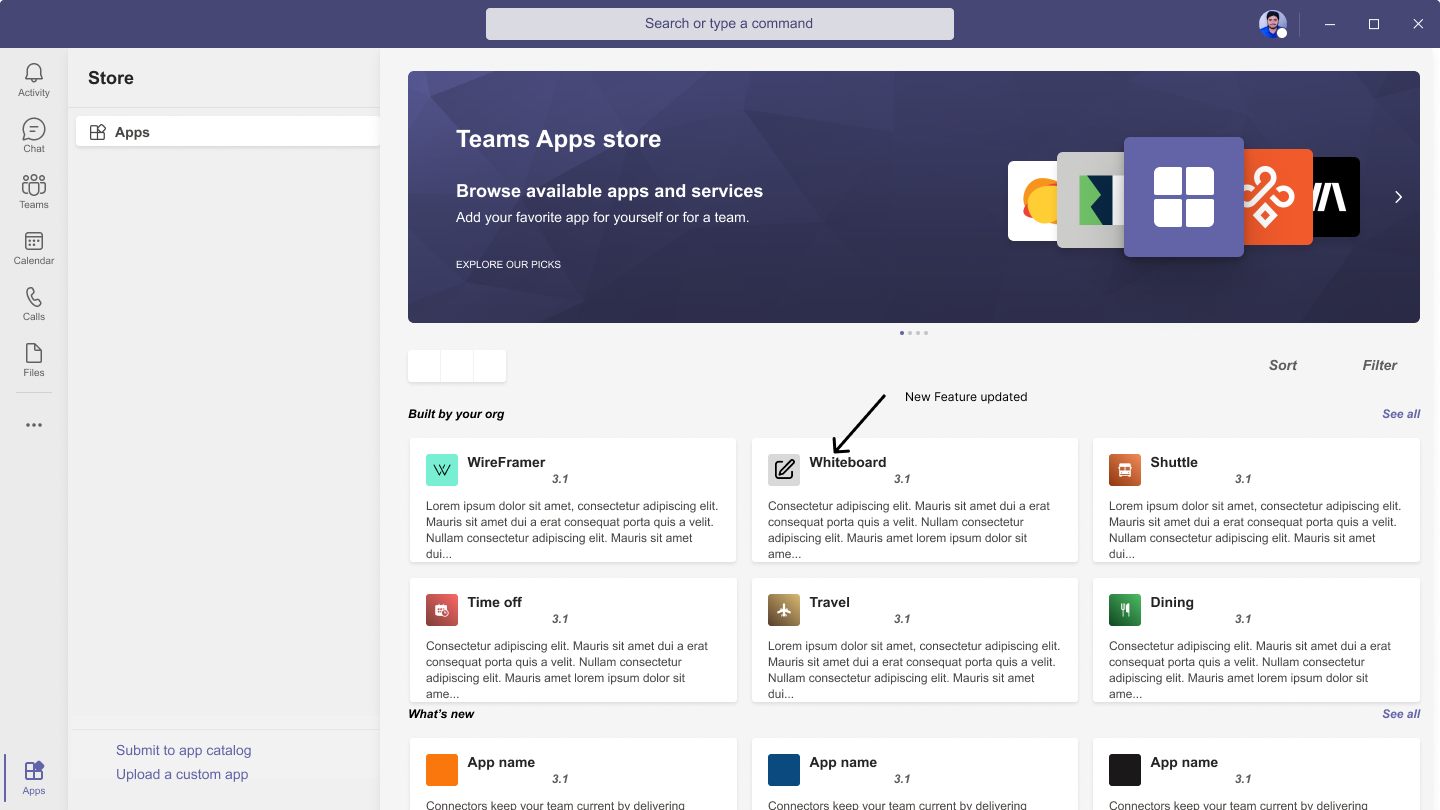 Search or type a command
Activity
Chat
Teams
Calendar
Calls
Files
Apps
Store
Apps
Submit to app catalog
Upload a custom app
Teams Apps store
Browse available apps and services
Add your favorite app for yourself or for a team.
EXPLORE OUR PICKS
Sort
Filter
New Feature updated
Built by your org
See all
WireFramer
3.1
Lorem ipsum dolor sit amet, consectetur adipiscing elit.
Mauris sit amet dui a erat consequat porta quis a velit.
Nullam consectetur adipiscing elit. Mauris sit amet
dui...
Whiteboard
3.1
Consectetur adipiscing elit. Mauris sit amet dui a erat
consequat porta quis a velit. Nullam consectetur
adipiscing elit. Mauris amet lorem ipsum dolor sit
ame...
Shuttle
3.1
Lorem ipsum dolor sit amet, consectetur adipiscing elit.
Mauris sit amet dui a erat consequat porta quis a velit.
Nullam consectetur adipiscing elit. Mauris sit amet
dui...
Time off
3.1
Consectetur adipiscing elit. Mauris sit amet dui a erat
consequat porta quis a velit. Nullam consectetur
adipiscing elit. Mauris amet lorem ipsum dolor sit
ame...
Travel
3.1
Lorem ipsum dolor sit amet, consectetur adipiscing elit.
Mauris sit amet dui a erat consequat porta quis a velit.
Nullam consectetur adipiscing elit. Mauris sit amet
dui...
Dining
3.1
Consectetur adipiscing elit. Mauris sit amet dui a erat
consequat porta quis a velit. Nullam consectetur
adipiscing elit. Mauris amet lorem ipsum dolor sit
ame...
What's new
See all
App name
3.1
Connectors keep your team current by delivering
App name
3.1
Connectors keep your team current by delivering
App name
3.1
Connectors keep your team current by delivering